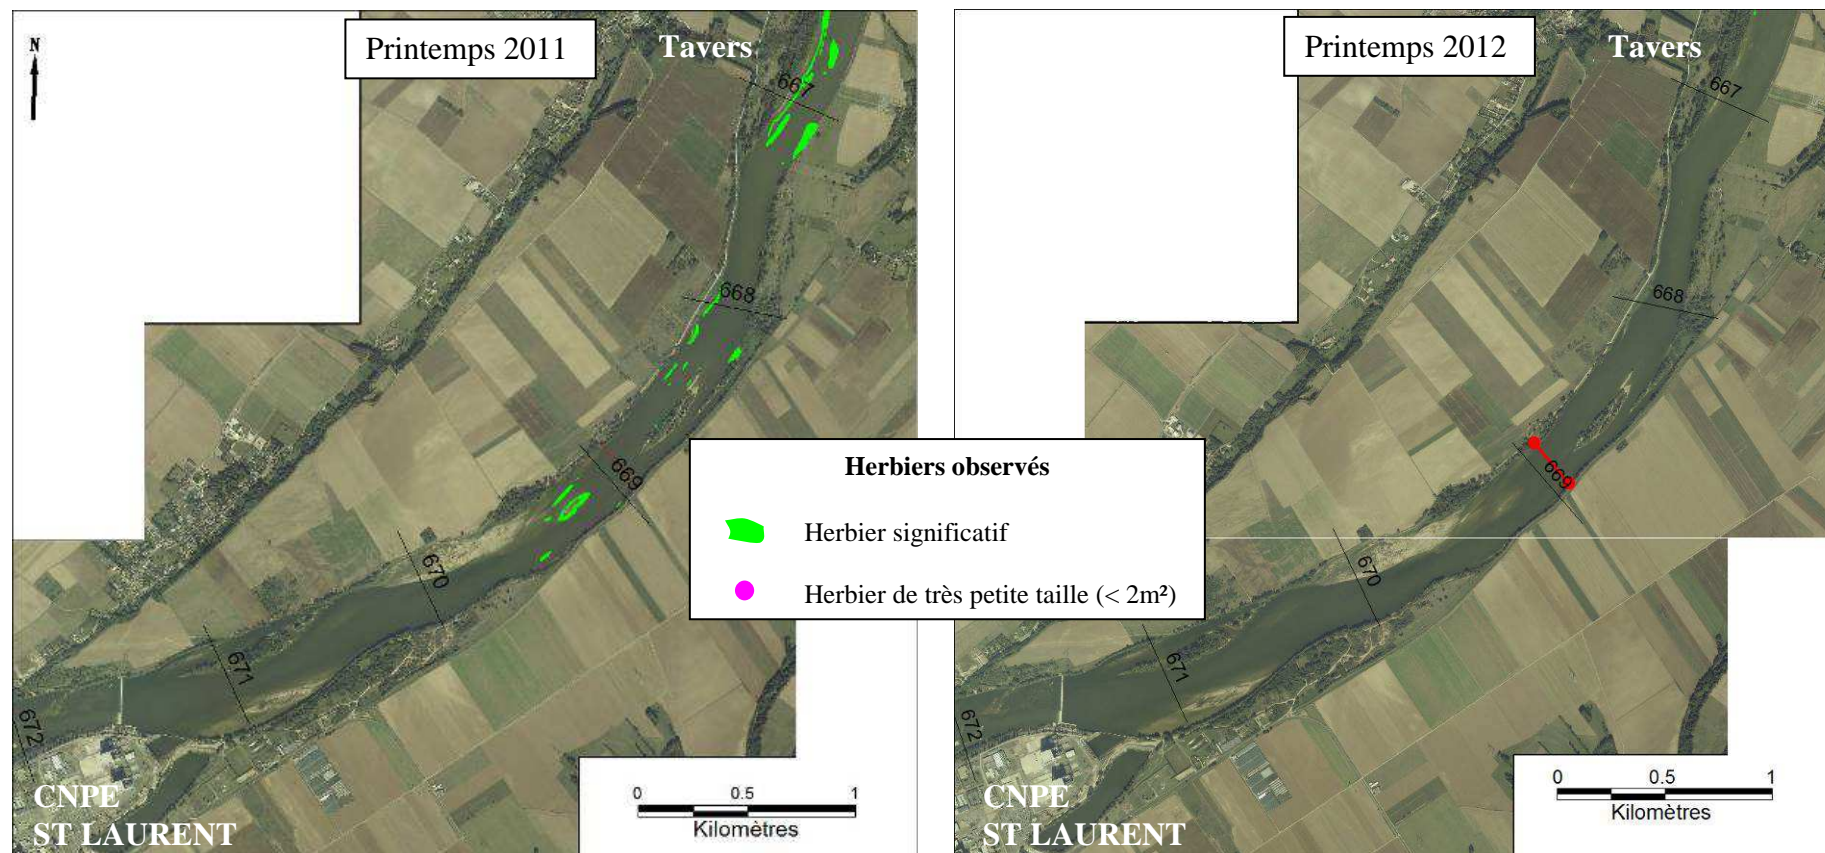 N
Printemps 2011
Tavers
667
668
669
670
671
672
CNPE
ST LAURENT
0 0.5 1
Kilomètres
Herbiers observés
Herbier significatif
Herbier de très petite taille (< 2m²)
Printemps 2012
Tavers
667
668
669
670
671
672
CNPE
ST LAURENT
0 0.5 1
Kilomètres